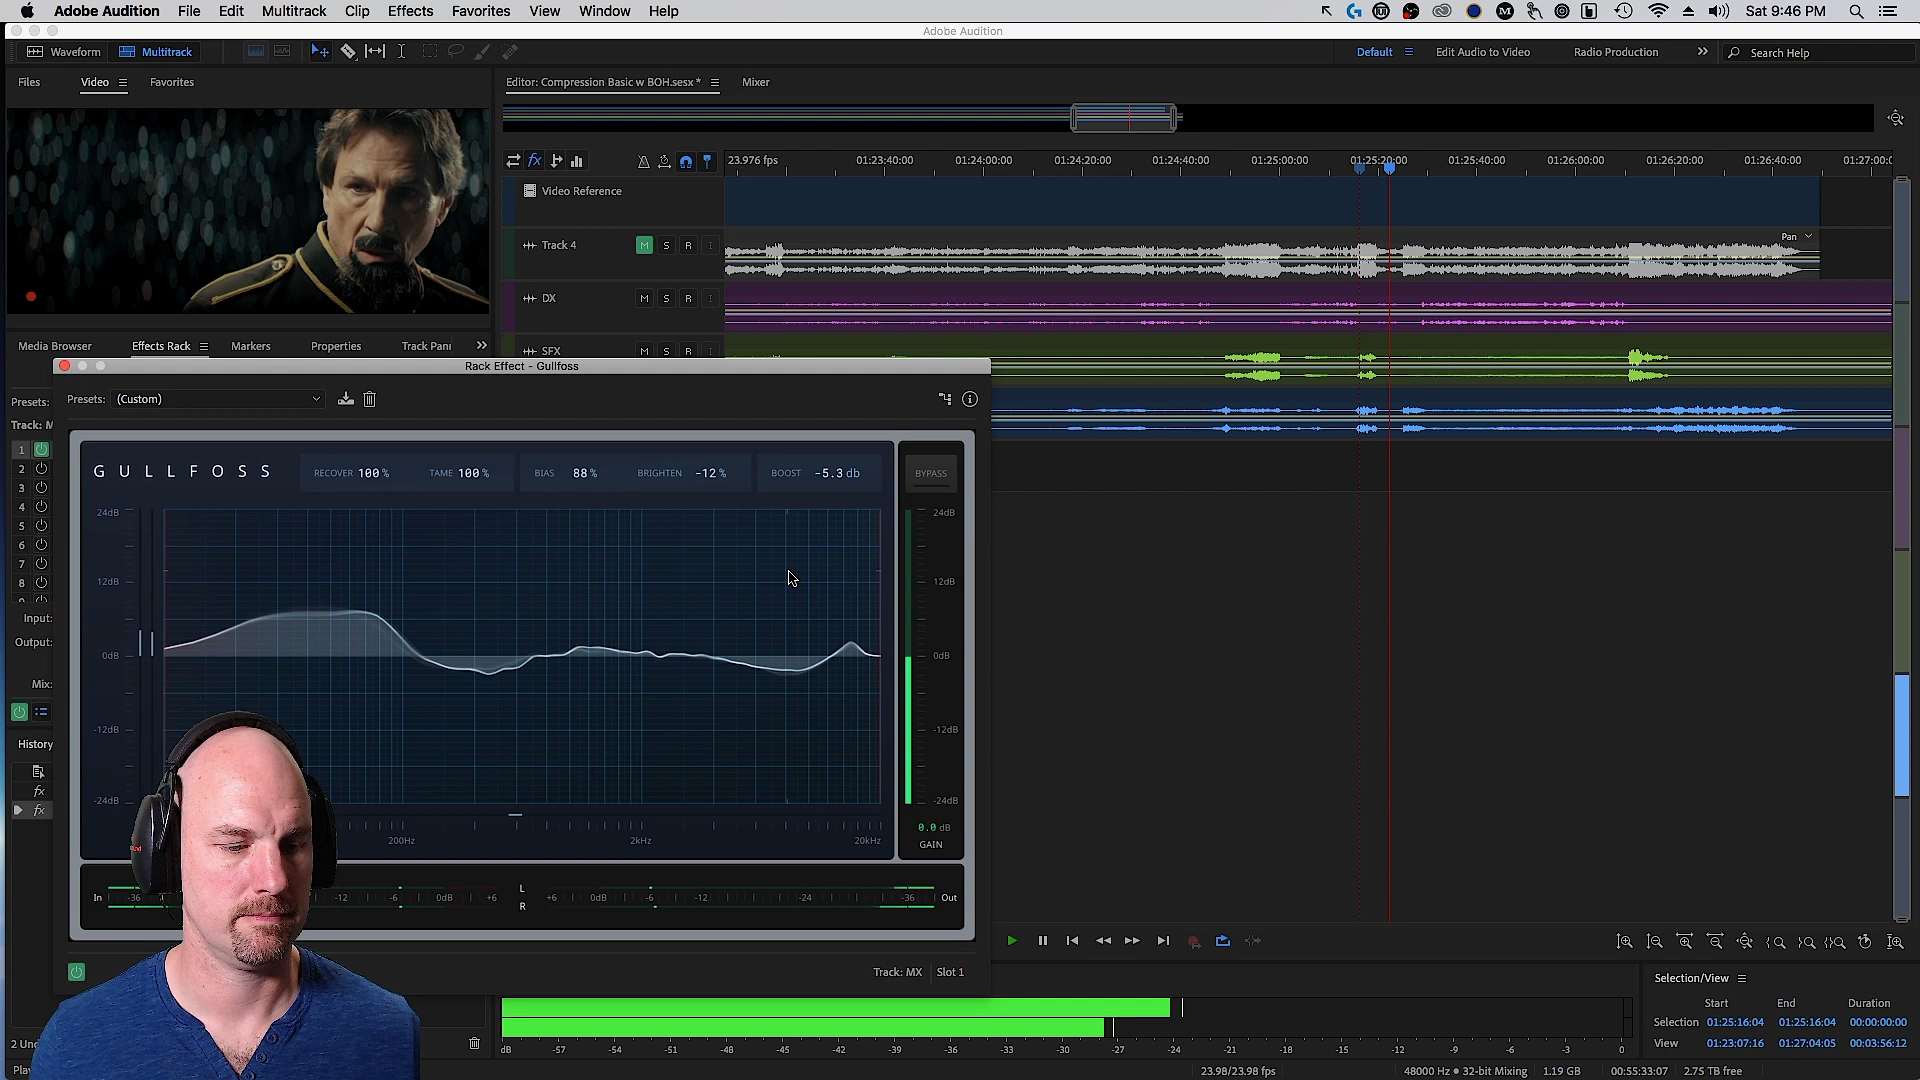 Adobe Audition File Edit Multitrack Clip Effects Favorites View Window Help Sat 9:46 PM
Adobe Audition
Waveform Multitrack Default Edit Audio to Video Radio Production Search Help
Files Video Favorites Editor: Compression Basic w BOH.sesx * Mixer
23.976 fps 01:23:40:00 01:24:00:00 01:24:20:00 01:24:40:00 01:25:00:00 01:25:20:00 01:25:40:00 01:26:00:00 01:26:20:00 01:26:40:00 01:27:00:0
Video Reference
Track 4 M S R I Pan
DX M S R I
Media Browser Effects Rack Markers Properties Track Pan
SFX M S R I
Rack Effect - Gullfoss
Presets: Presets: (Custom)
Track: M
GULLFOSS RECOVER 100% TAME 100% BIAS 88% BRIGHTEN -12% BOOST -5.3 db BYPASS
1
2
3
4
5
6
7
8
24dB 24dB
12dB 12dB
0dB 0dB
-12dB -12dB
-24dB -24dB
200Hz 2kHz 20kHz
0.0 dB
GAIN
Input:
Output:
Mix:
History
fx
fx
In -36 -12 -6 0dB +6 L R +6 0dB -6 -12 -24 -36 Out
Track: MX Slot 1
2 Und
Play
dB -57 -54 -51 -48 -45 -42 -39 -36 -33 -30 -27 -24 -21 -18 -15 -12 -9 -6 -3 0
Selection/View
Start End Duration
Selection 01:25:16:04 01:25:16:04 00:00:00:00
View 01:23:07:16 01:27:04:05 00:03:56:12
23.98/23.98 fps 48000 Hz • 32-bit Mixing 1.19 GB 00:55:33:07 2.75 TB free